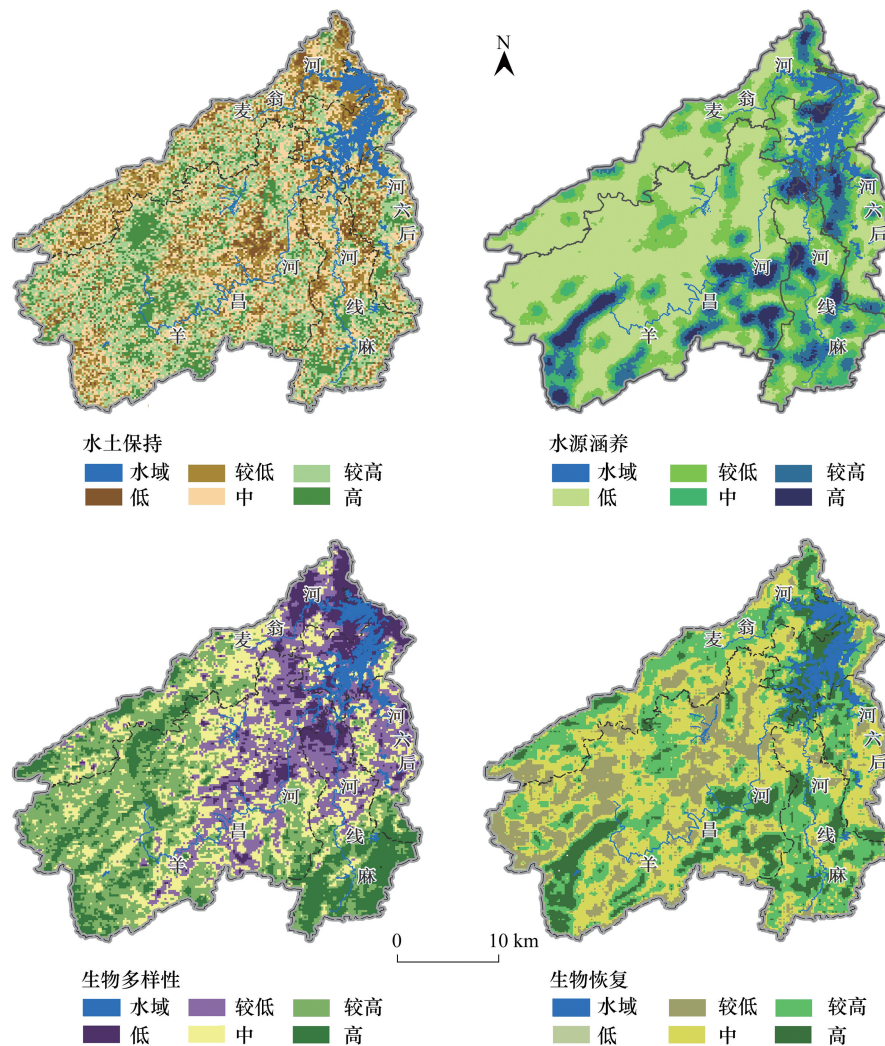 N
河
翁
麦
河
六
后
河
河
线
昌
羊
麻
河
翁
麦
河
六
后
河
河
线
昌
羊
麻
水土保持
水域 较低 较高
低 中 高
水源涵养
水域 较低 较高
低 中 高
河
翁
麦
河
六
后
河
河
线
昌
羊
麻
河
翁
麦
河
六
后
河
河
线
昌
羊
麻
0 10 km
生物多样性
水域 较低 较高
低 中 高
生物恢复
水域 较低 较高
低 中 高